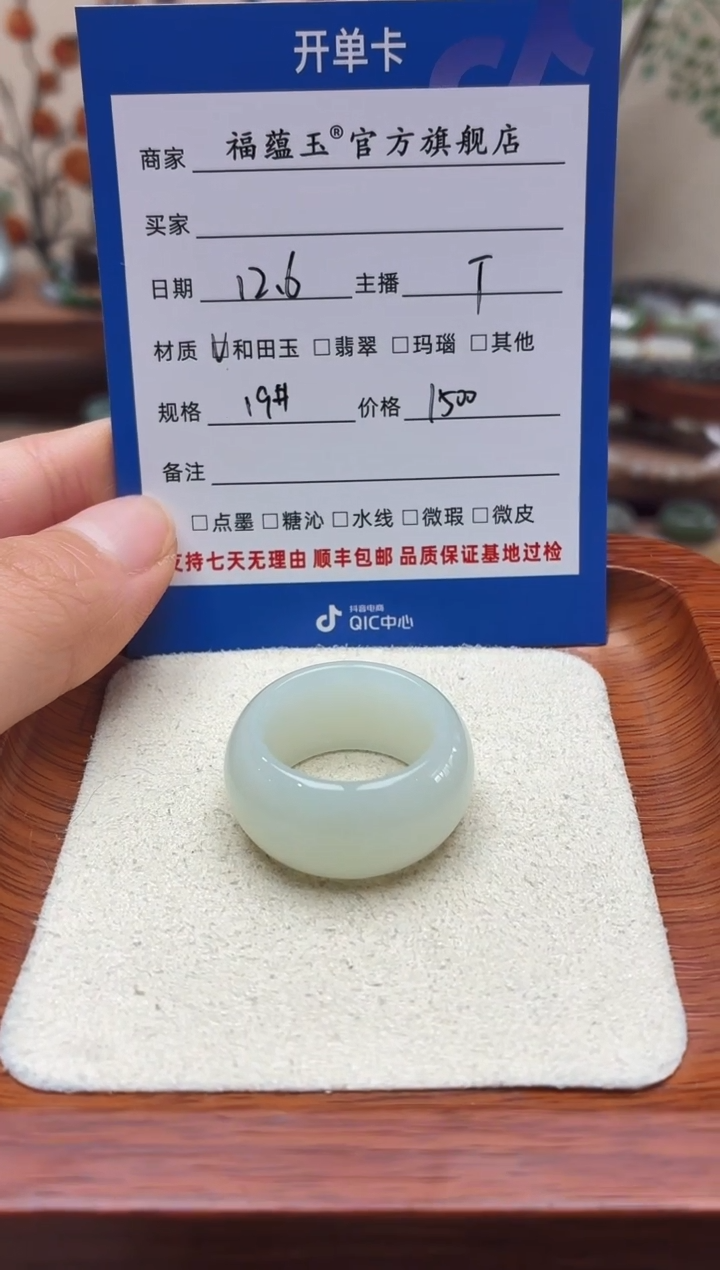 开单卡
商家 福蕴玉®官方旗舰店
买家
日期 12.6 主播 T
材质 ☑和田玉 □翡翠 □玛瑙 □其他
规格 19# 价格 1500
备注
□点墨 □糖沁 □水线 □微瑕 □微皮
支持七天无理由 顺丰包邮 品质保证基地过检
抖音电商
QIC中心